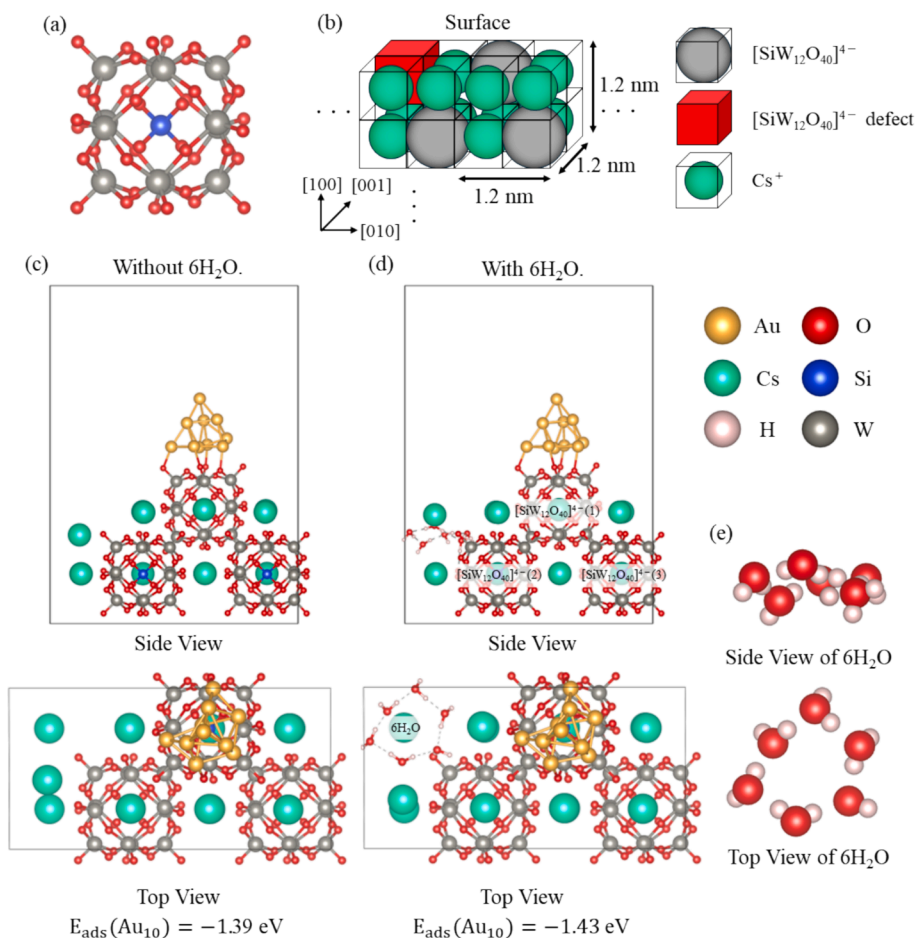 (a)
(b)
Surface
1.2 nm
1.2 nm
1.2 nm
. . .
. . .
[100]
[001]
[010]
[SiW₁₂O₄₀]⁴⁻
[SiW₁₂O₄₀]⁴⁻ defect
Cs⁺
(c)
Without 6H₂O.
Side View
Top View
E_ads(Au₁₀) = −1.39 eV
(d)
With 6H₂O.
[SiW₁₂O₄₀]⁴⁻(1)
[SiW₁₂O₄₀]⁴⁻(2)
[SiW₁₂O₄₀]⁴⁻(3)
Side View
6H₂O
Top View
E_ads(Au₁₀) = −1.43 eV
Au
O
Cs
Si
H
W
(e)
Side View of 6H₂O
Top View of 6H₂O